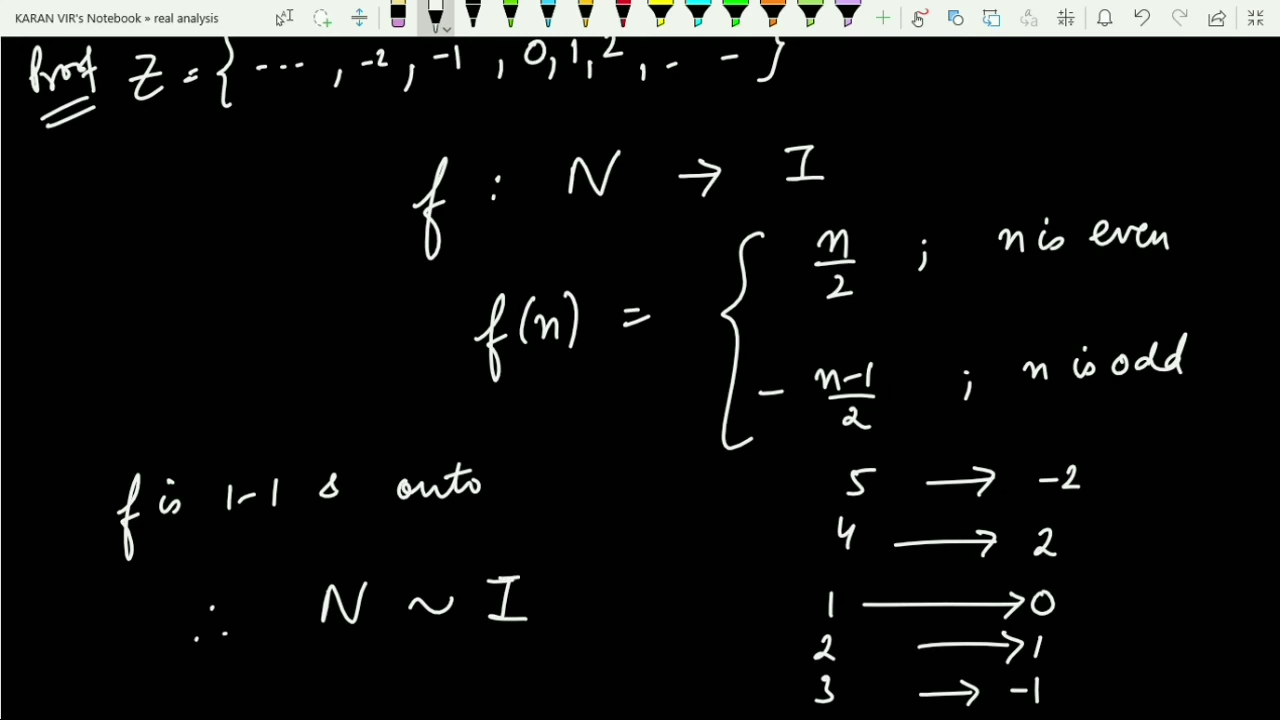 KARAN VIR's Notebook » real analysis
Proof Z = { ... , -2 , -1 , 0, 1, 2 , . - - }
f : N → I
f(n) = { n/2 ; n is even
- n-1/2 ; n is odd
f is 1-1 & onto
∴ N ~ I
5 → -2
4 → 2
1 → 0
2 → 1
3 → -1